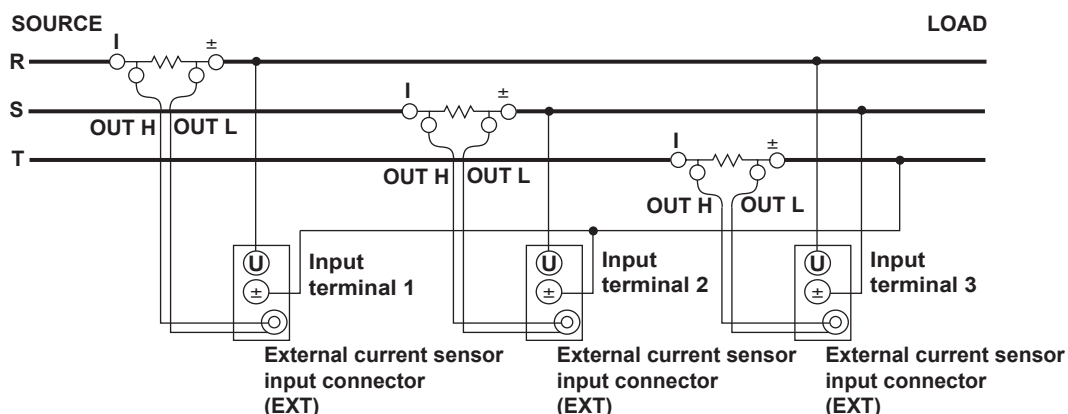 SOURCE
LOAD
I
±
R
I
±
S
OUT H
OUT L
I
±
T
OUT H
OUT L
OUT H
OUT L
U
±
Input
terminal 1
U
±
Input
terminal 2
U
±
Input
terminal 3
External current sensor
input connector
(EXT)
External current sensor
input connector
(EXT)
External current sensor
input connector
(EXT)